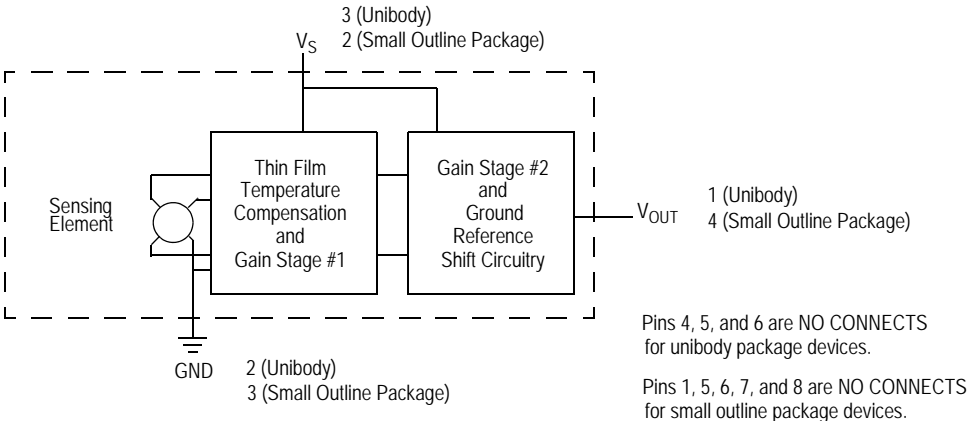 3 (Unibody)
V_S 2 (Small Outline Package)
Sensing
Element
Thin Film
Temperature
Compensation
and
Gain Stage #1
Gain Stage #2
and
Ground
Reference
Shift Circuitry
V_OUT
1 (Unibody)
4 (Small Outline Package)
GND
2 (Unibody)
3 (Small Outline Package)
Pins 4, 5, and 6 are NO CONNECTS
for unibody package devices.
Pins 1, 5, 6, 7, and 8 are NO CONNECTS
for small outline package devices.